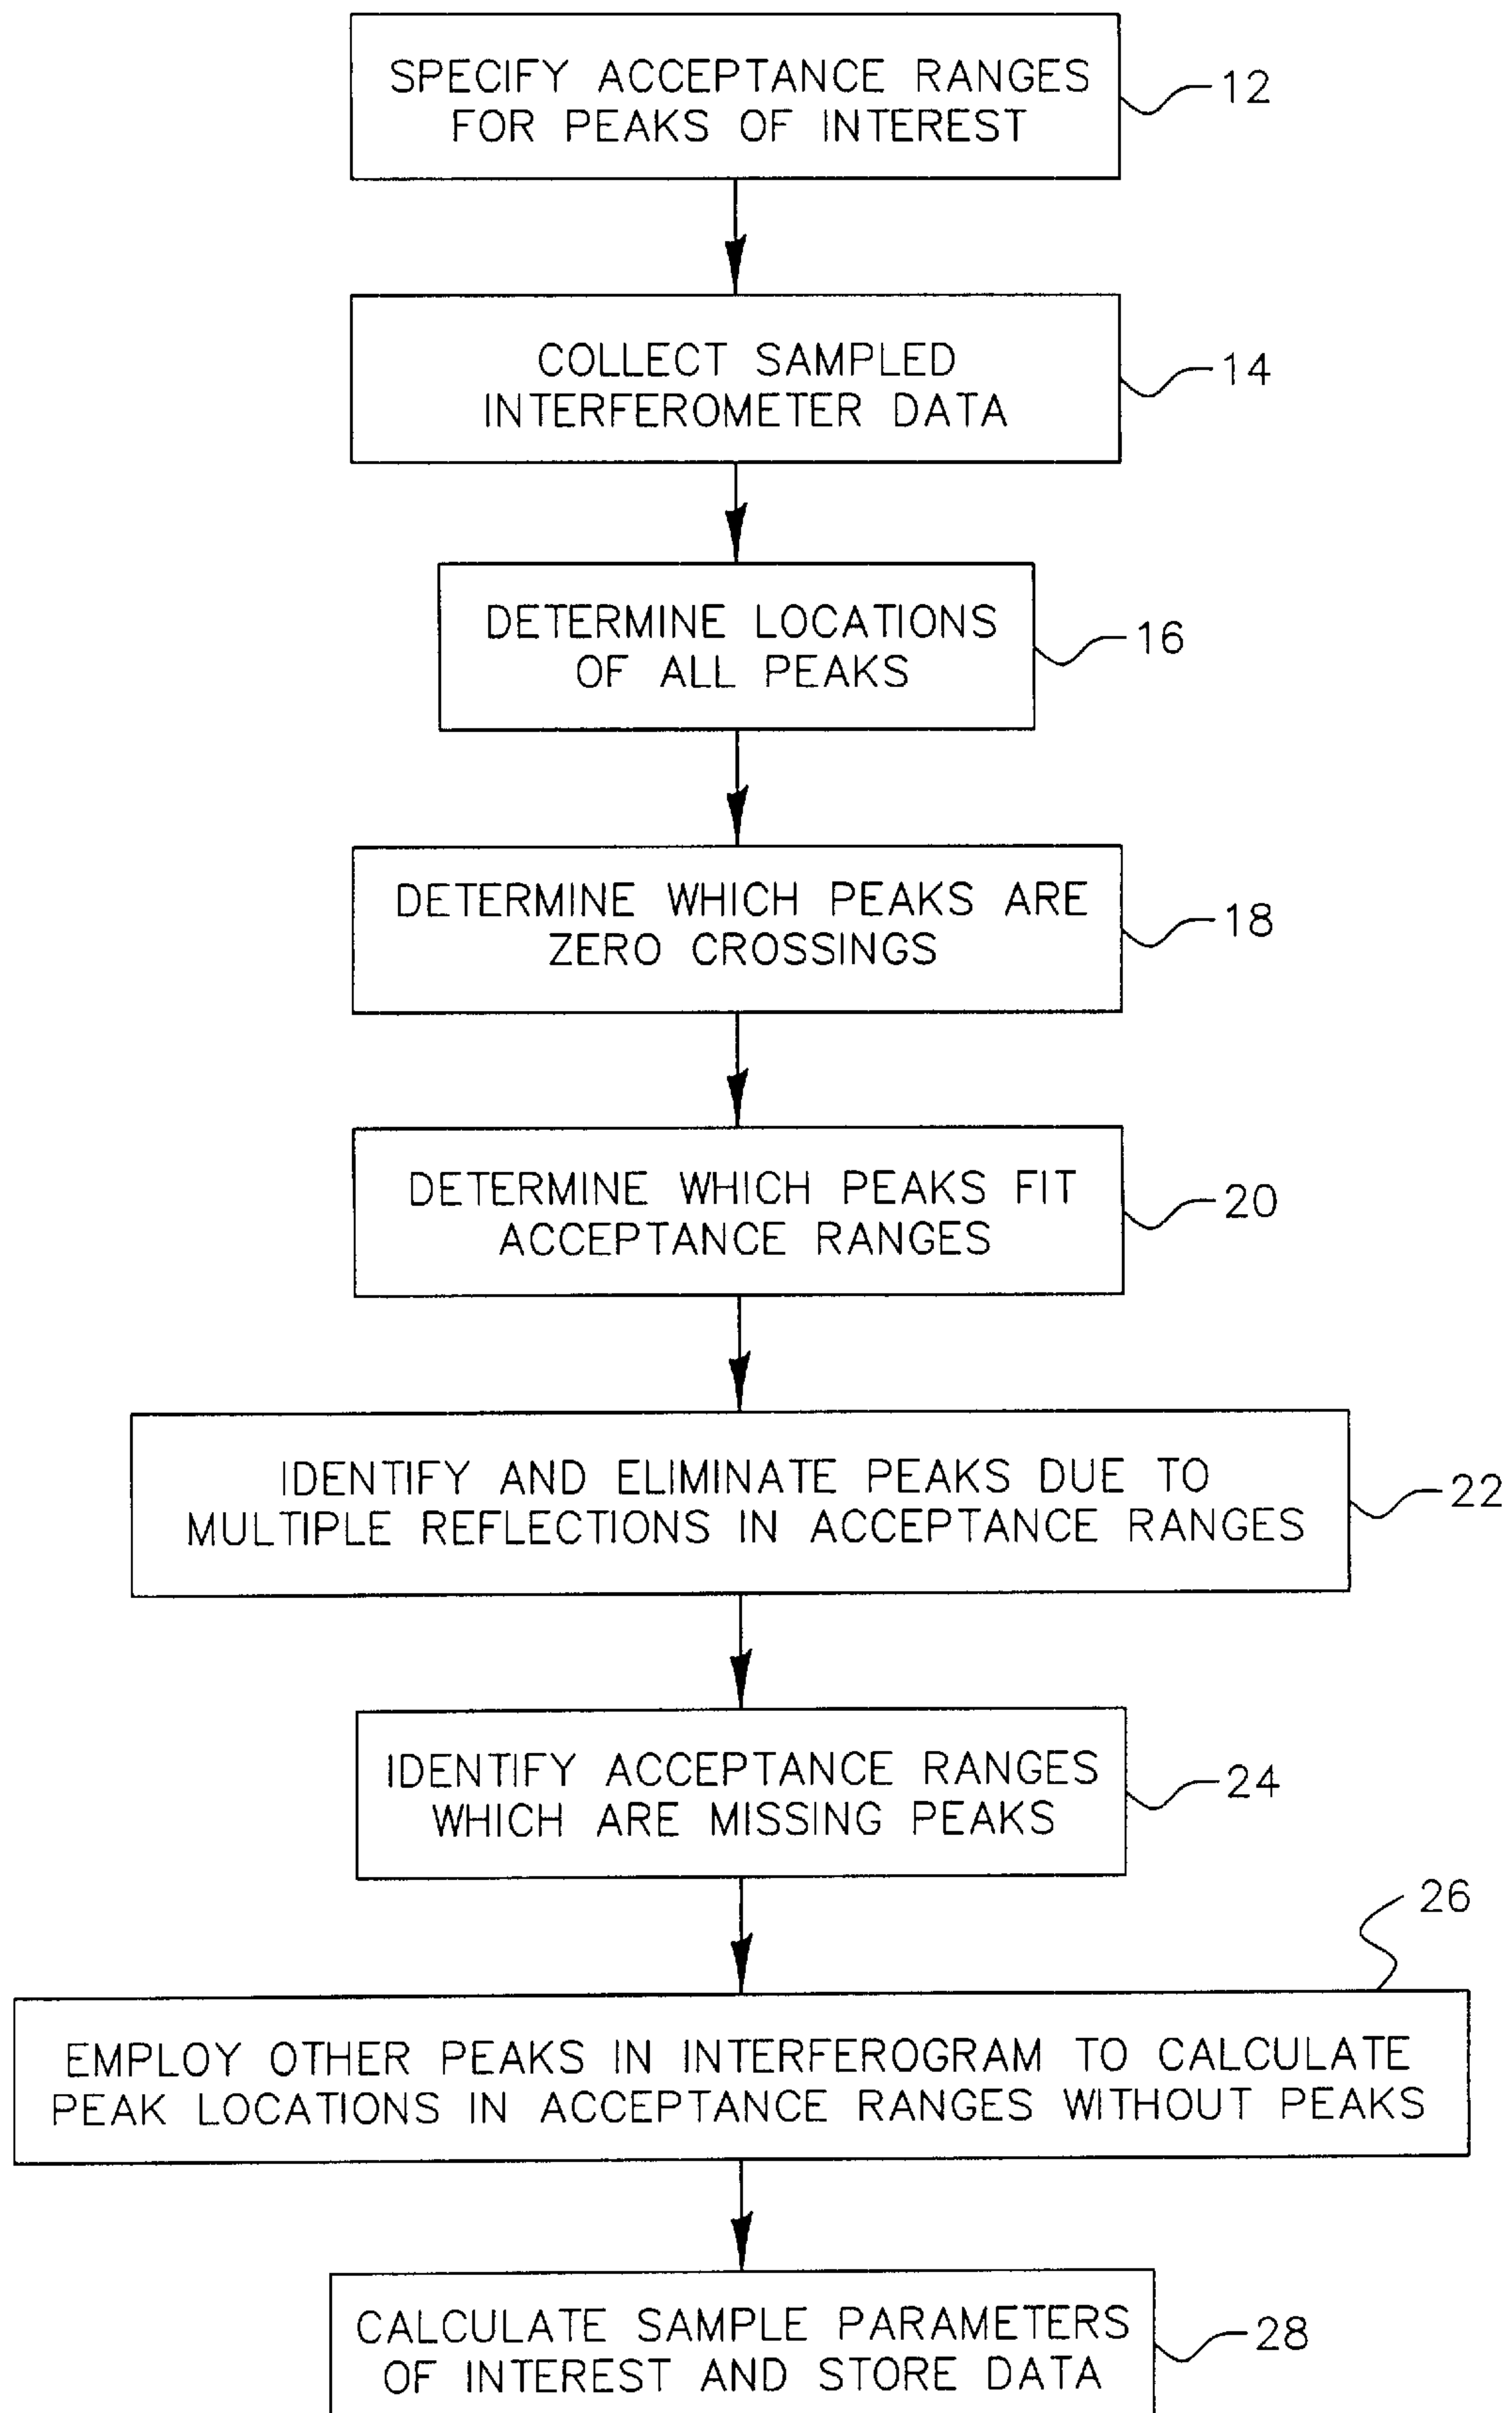 SPECIFY ACCEPTANCE RANGES
FOR PEAKS OF INTEREST
12
COLLECT SAMPLED
INTERFEROMETER DATA
14
DETERMINE LOCATIONS
OF ALL PEAKS
16
DETERMINE WHICH PEAKS ARE
ZERO CROSSINGS
18
DETERMINE WHICH PEAKS FIT
ACCEPTANCE RANGES
20
IDENTIFY AND ELIMINATE PEAKS DUE TO
MULTIPLE REFLECTIONS IN ACCEPTANCE RANGES
22
IDENTIFY ACCEPTANCE RANGES
WHICH ARE MISSING PEAKS
24
26
EMPLOY OTHER PEAKS IN INTERFEROGRAM TO CALCULATE
PEAK LOCATIONS IN ACCEPTANCE RANGES WITHOUT PEAKS
CALCULATE SAMPLE PARAMETERS
OF INTEREST AND STORE DATA
28